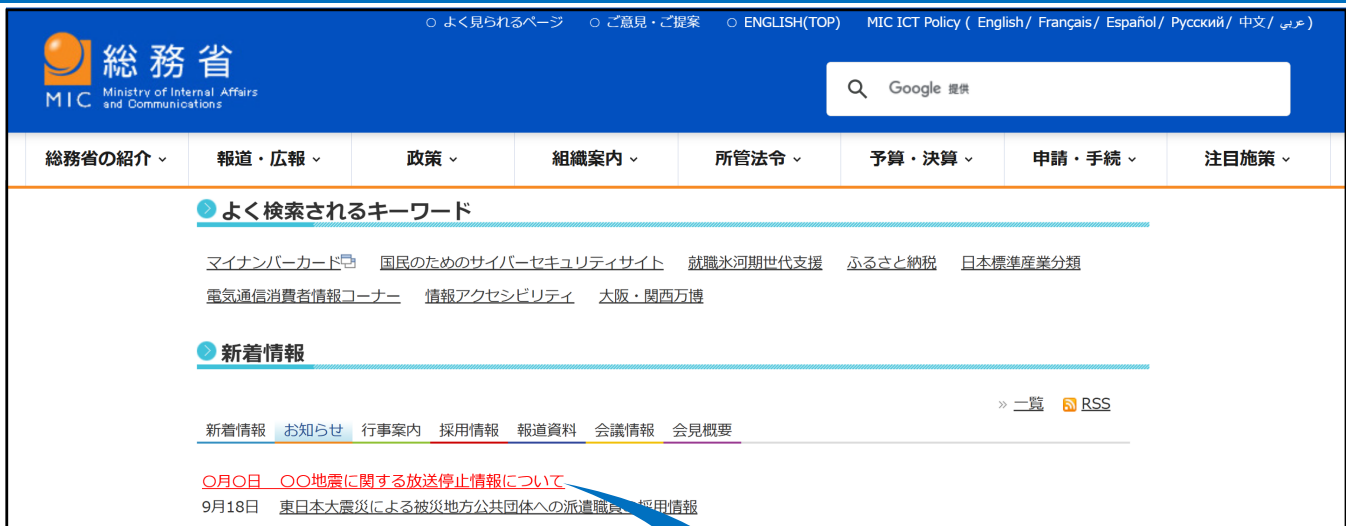 ○ よく見られるページ ○ ご意見・ご提案 ○ ENGLISH(TOP) MIC ICT Policy ( English/ Français/ Español/ Русский/ 中文/ عربي )
総務省
MIC Ministry of Internal Affairs and Communications
Google 提供
総務省の紹介 報道・広報 政策 組織案内 所管法令 予算・決算 申請・手続 注目施策
よく検索されるキーワード
マイナンバーカード 国民のためのサイバーセキュリティサイト 就職氷河期世代支援 ふるさと納税 日本標準産業分類
電気通信消費者情報コーナー 情報アクセシビリティ 大阪・関西万博
新着情報
» 一覧 RSS
新着情報 お知らせ 行事案内 採用情報 報道資料 会議情報 会見概要
○月○日 ○○地震に関する放送停止情報について
9月18日 東日本大震災による被災地方公共団体への派遣職員 採用情報